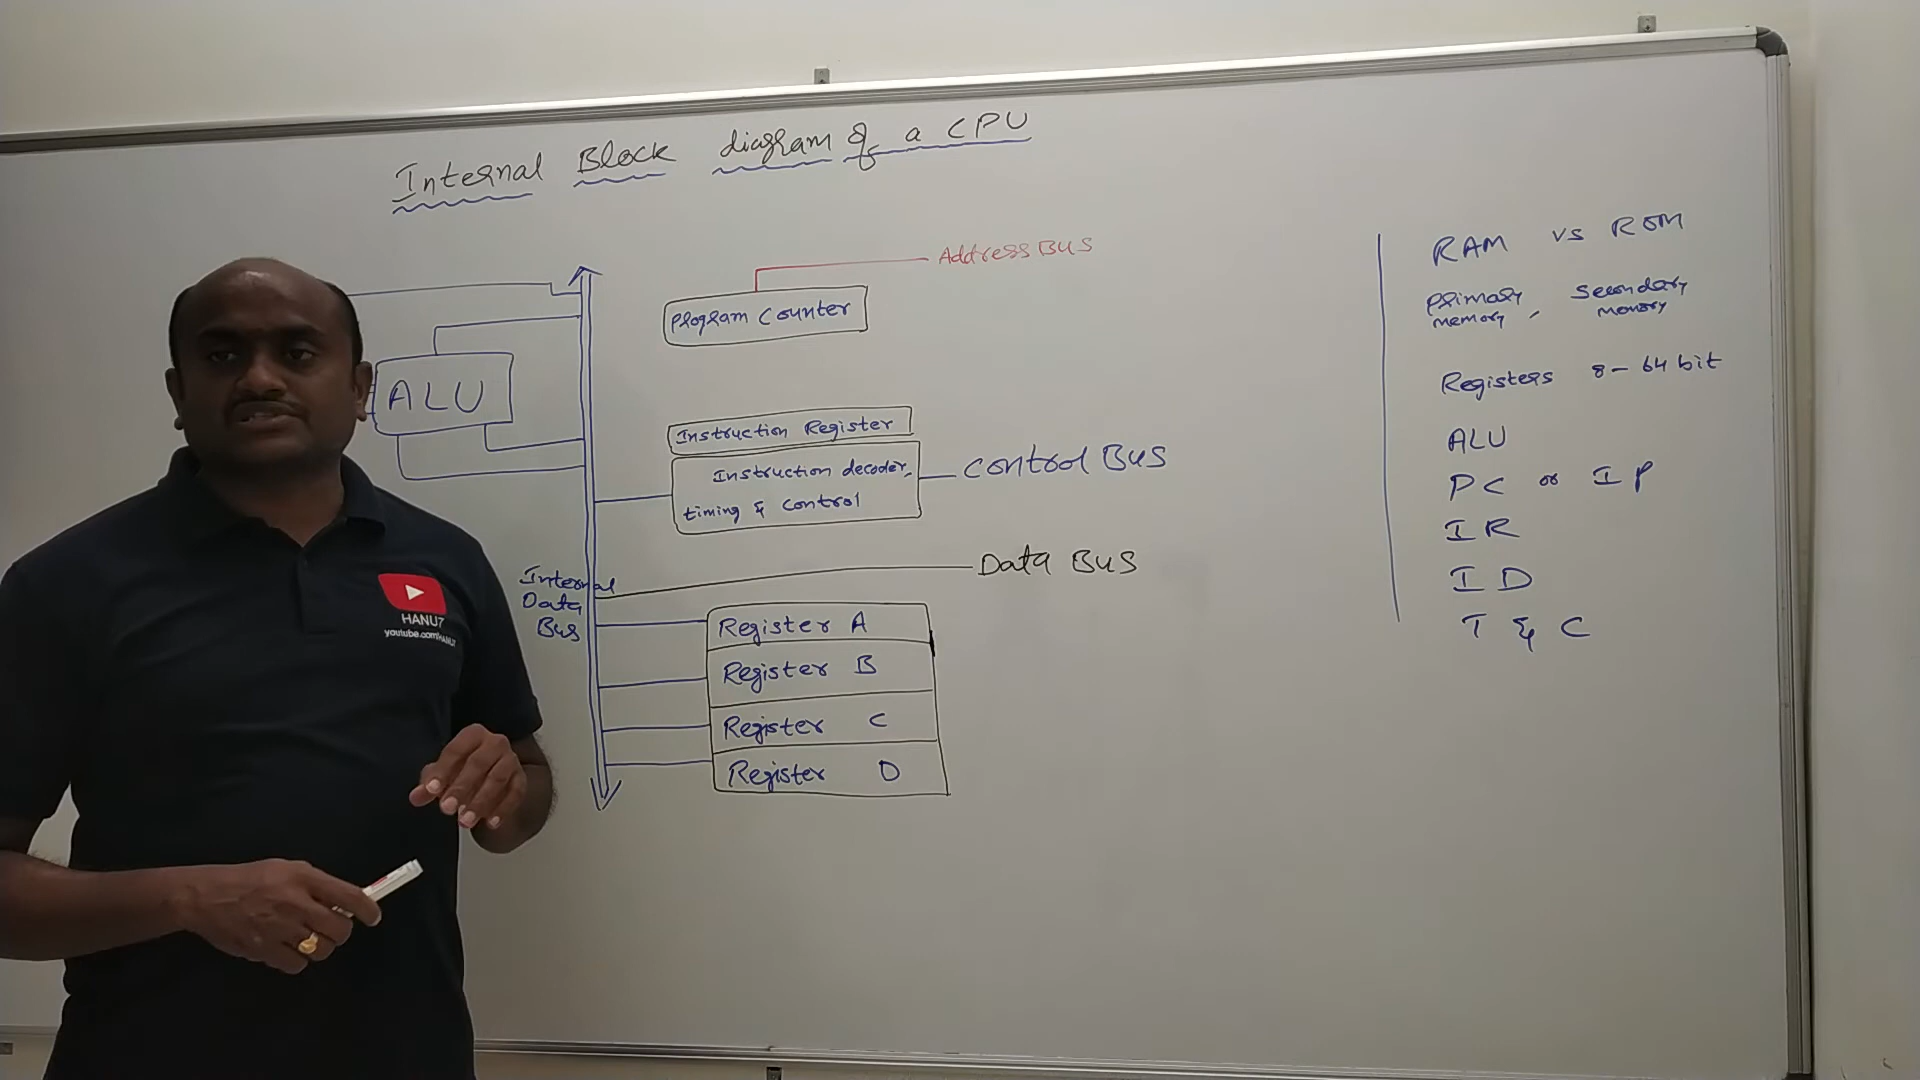 Internal Block diagram of a CPU
Address BUS
Program Counter
ALU
Instruction Register
Instruction decoder,
timing & control
Control BUS
Internal
Data
Bus
Data BUS
Register A
Register B
Register C
Register D
HANU7
youtube.com/HANU7
RAM vs ROM
Primary
memory, Secondary
memory
Registers 8-64 bit
ALU
PC or IP
IR
ID
T & C